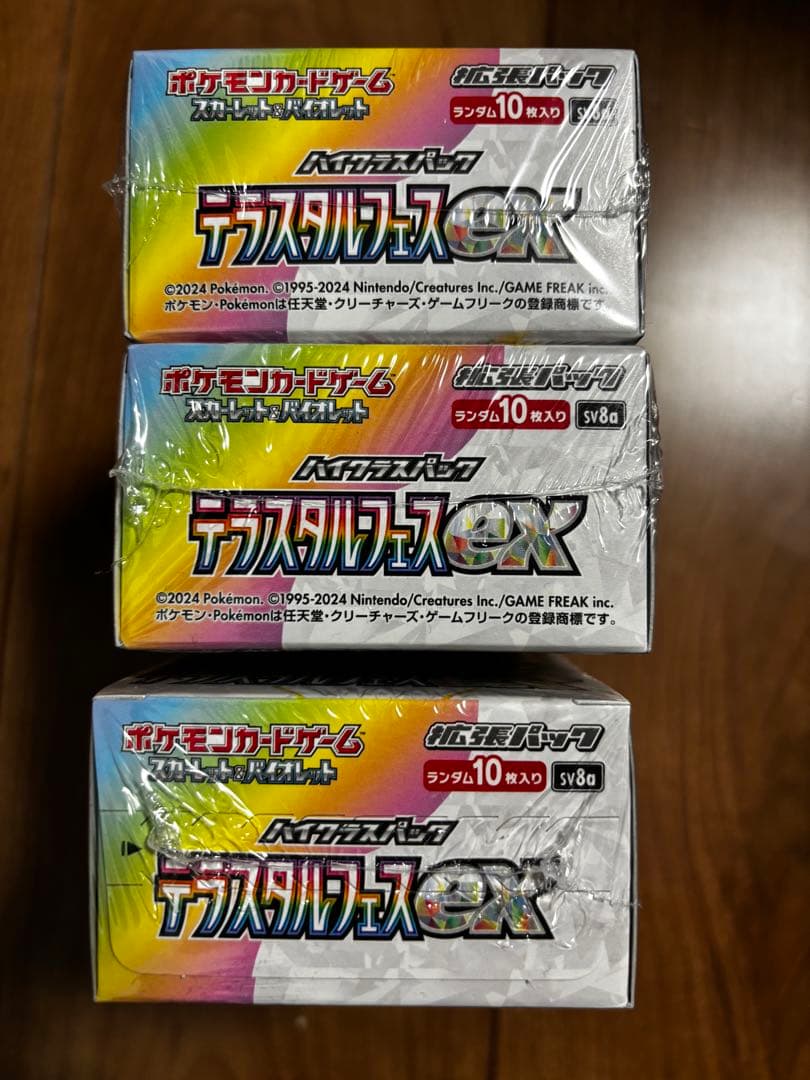 ポケモンカードゲーム
スカーレット&バイオレット
拡張パック
ランダム10枚入り SV8a
ハイクラスパック
テラスタルフェスex
©2024 Pokémon. ©1995-2024 Nintendo/Creatures Inc./GAME FREAK inc.
ポケモン・Pokémonは任天堂・クリーチャーズ・ゲームフリークの登録商標です。
ポケモンカードゲーム
スカーレット&バイオレット
拡張パック
ランダム10枚入り SV8a
ハイクラスパック
テラスタルフェスex
©2024 Pokémon. ©1995-2024 Nintendo/Creatures Inc./GAME FREAK inc.
ポケモン・Pokémonは任天堂・クリーチャーズ・ゲームフリークの登録商標です。
ポケモンカードゲーム
スカーレット&バイオレット
拡張パック
ランダム10枚入り SV8a
ハイクラスパック
テラスタルフェスex